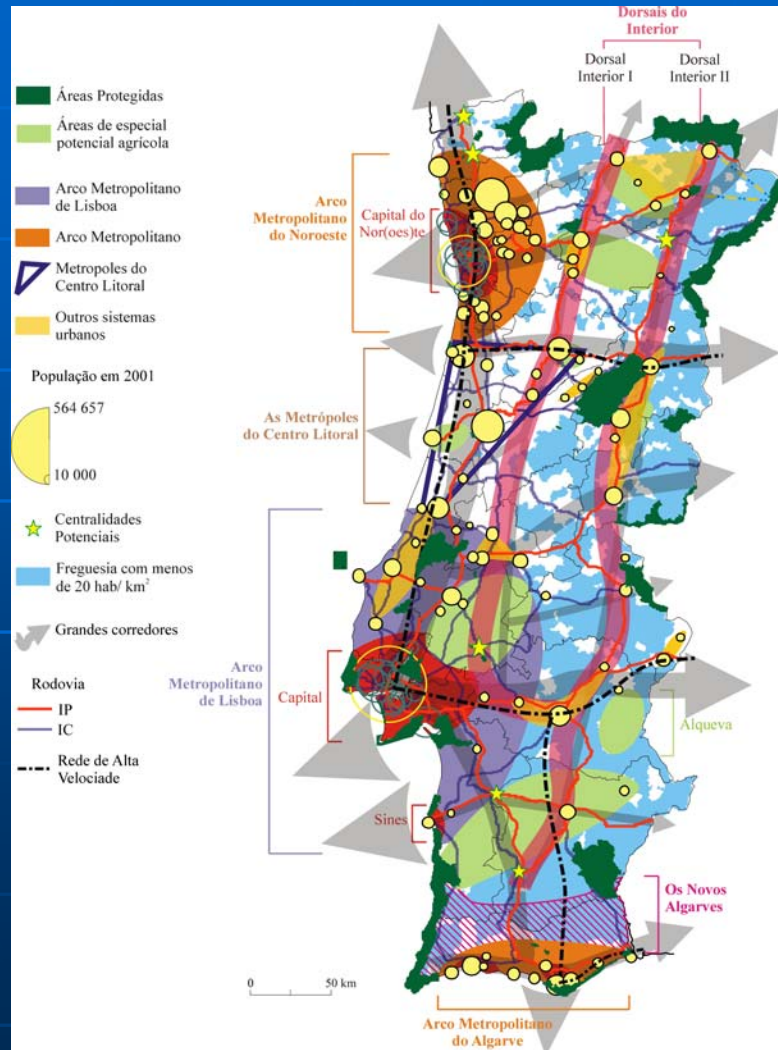 Dorsais do
Interior
Dorsal
Interior I
Dorsal
Interior II
Áreas Protegidas
Áreas de especial
potencial agrícola
Arco Metropolitano
de Lisboa
Arco Metropolitano
Metropoles do
Centro Litoral
Outros sistemas
urbanos
População em 2001
564 657
10 000
Centralidades
Potenciais
Freguesia com menos
de 20 hab/ km²
Grandes corredores
Rodovia
IP
IC
Rede de Alta
Velociade
Arco
Metropolitano
do Noroeste
Capital do
Nor(oes)te
As Metrópoles
do Centro Litoral
Arco
Metropolitano
de Lisboa
Capital
Alqueva
Sines
Os Novos
Algarves
0 50 km
Arco Metropolitano
do Algarve